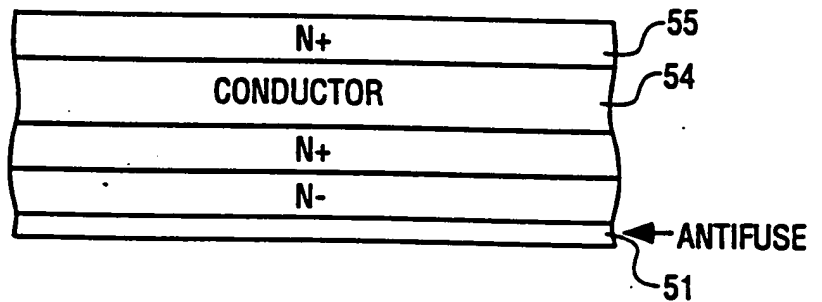 N+
55
CONDUCTOR
54
N+
N-
ANTIFUSE
51